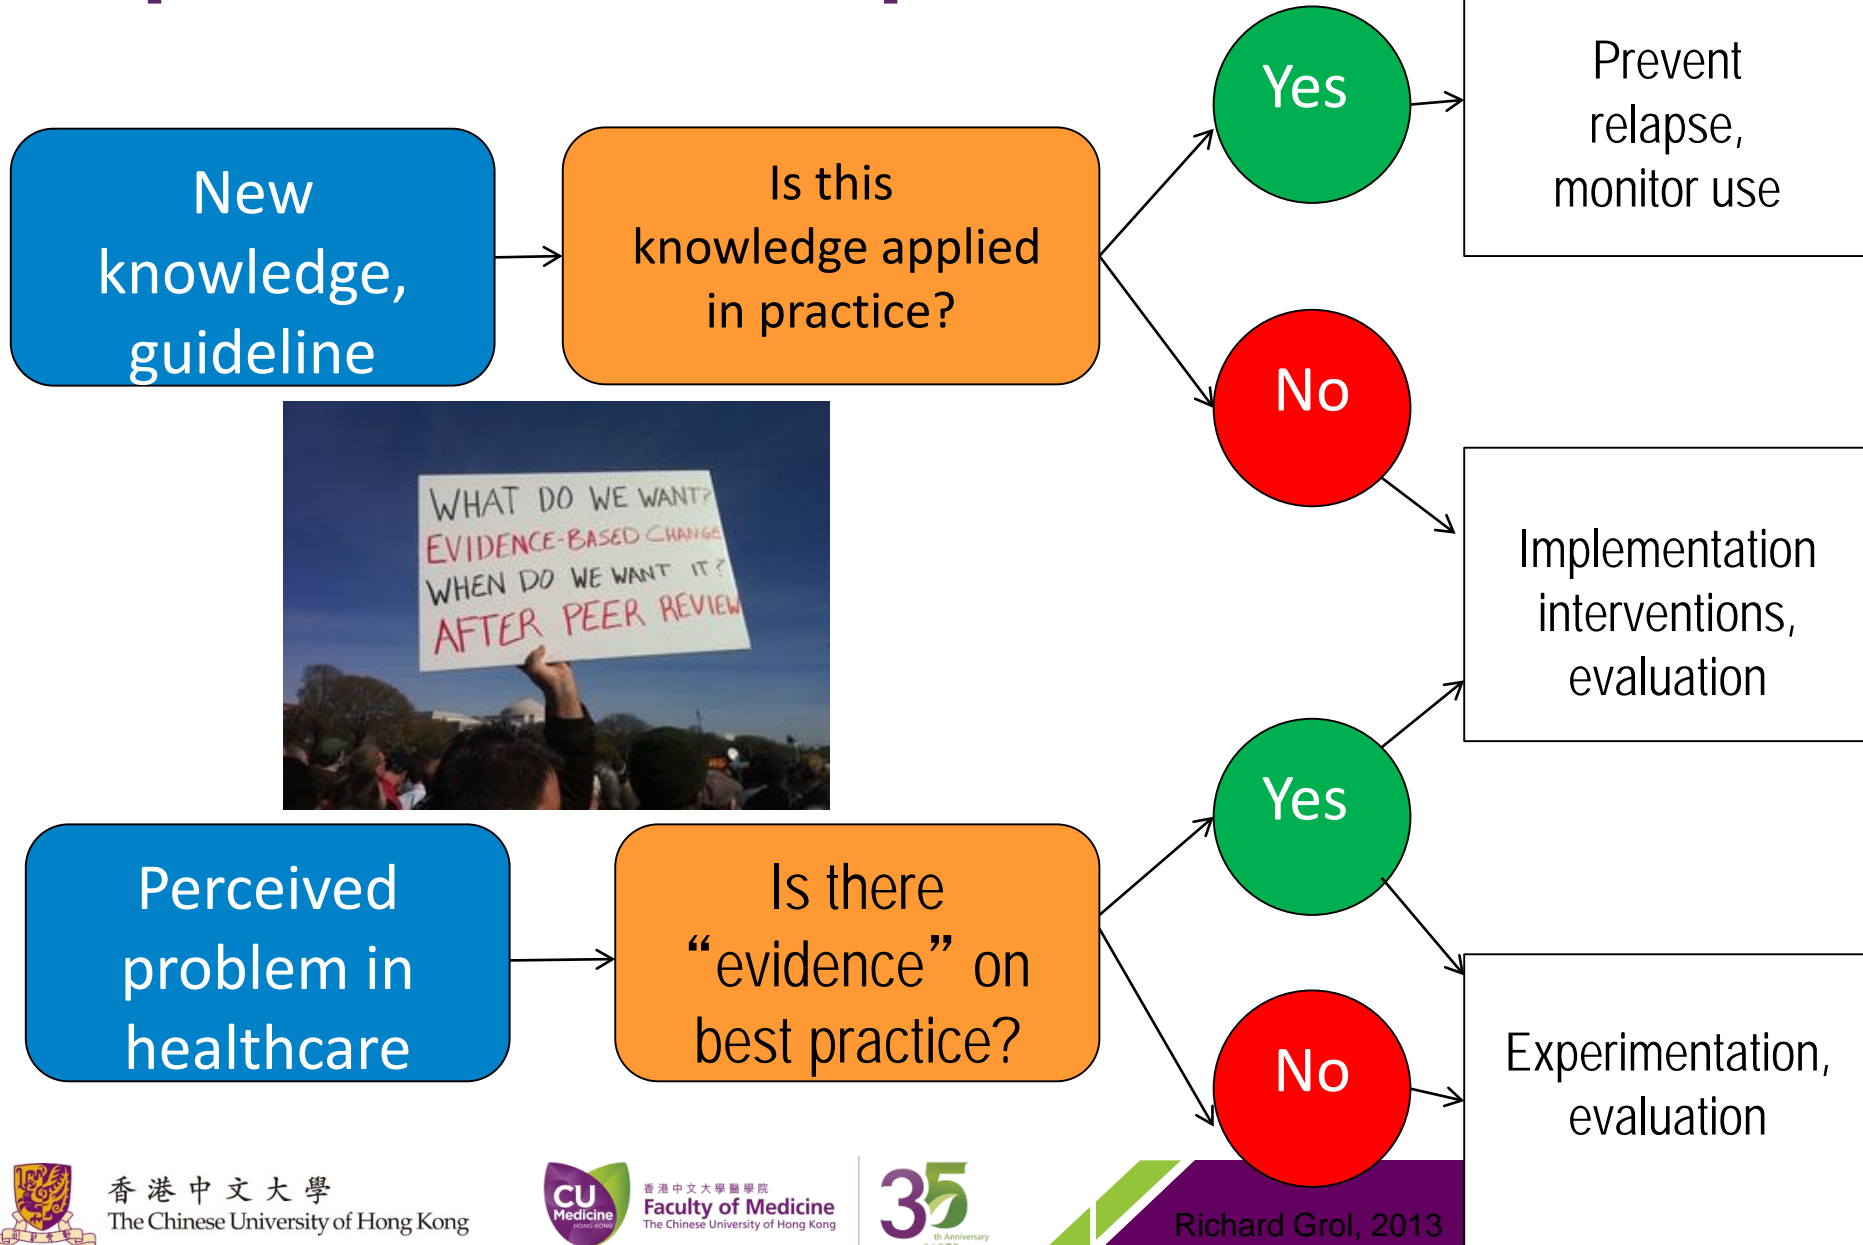 New
knowledge,
guideline
Is this
knowledge applied
in practice?
Yes
Prevent
relapse,
monitor use
No
Implementation
interventions,
evaluation
WHAT DO WE WANT?
EVIDENCE-BASED CHANGE
WHEN DO WE WANT IT?
AFTER PEER REVIEW
Perceived
problem in
healthcare
Is there
“evidence” on
best practice?
Yes
No
Experimentation,
evaluation
香港中文大學
The Chinese University of Hong Kong
CU
Medicine
HONG KONG
香港中文大學醫學院
Faculty of Medicine
The Chinese University of Hong Kong
35
th Anniversary
Richard Grol, 2013